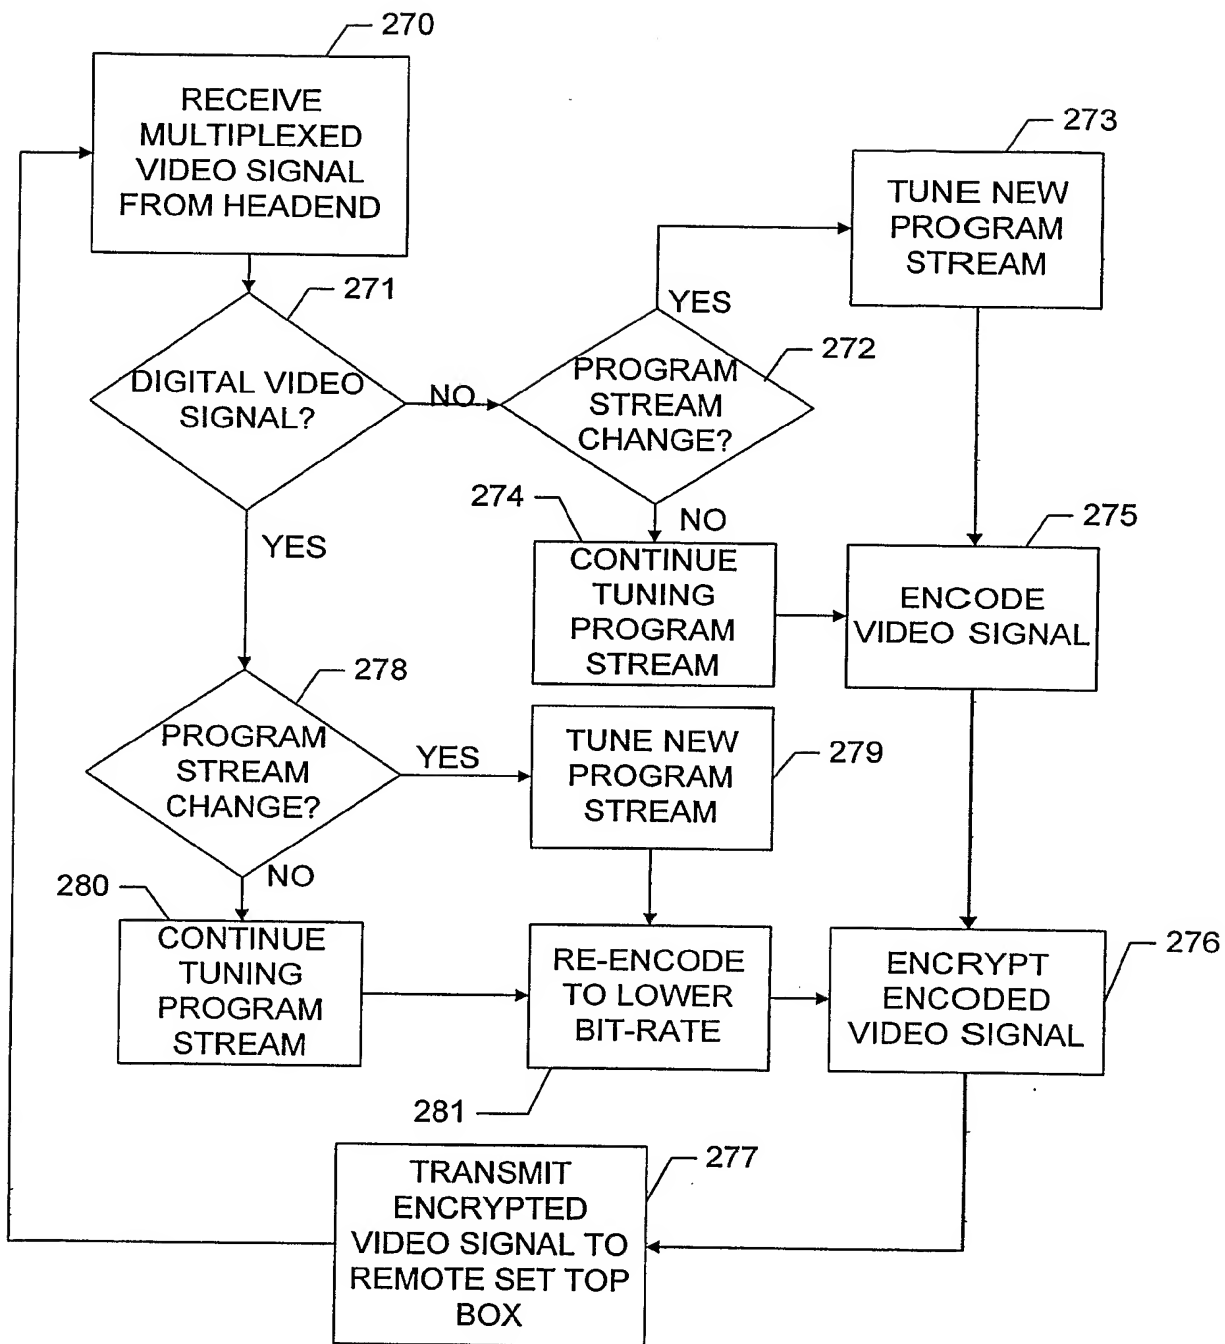 270
RECEIVE
MULTIPLEXED
VIDEO SIGNAL
FROM HEADEND
271
DIGITAL VIDEO
SIGNAL?
NO
YES
272
PROGRAM
STREAM
CHANGE?
YES
NO
273
TUNE NEW
PROGRAM
STREAM
274
CONTINUE
TUNING
PROGRAM
STREAM
275
ENCODE
VIDEO SIGNAL
278
PROGRAM
STREAM
CHANGE?
YES
NO
279
TUNE NEW
PROGRAM
STREAM
280
CONTINUE
TUNING
PROGRAM
STREAM
RE-ENCODE
TO LOWER
BIT-RATE
281
276
ENCRYPT
ENCODED
VIDEO SIGNAL
277
TRANSMIT
ENCRYPTED
VIDEO SIGNAL TO
REMOTE SET TOP
BOX